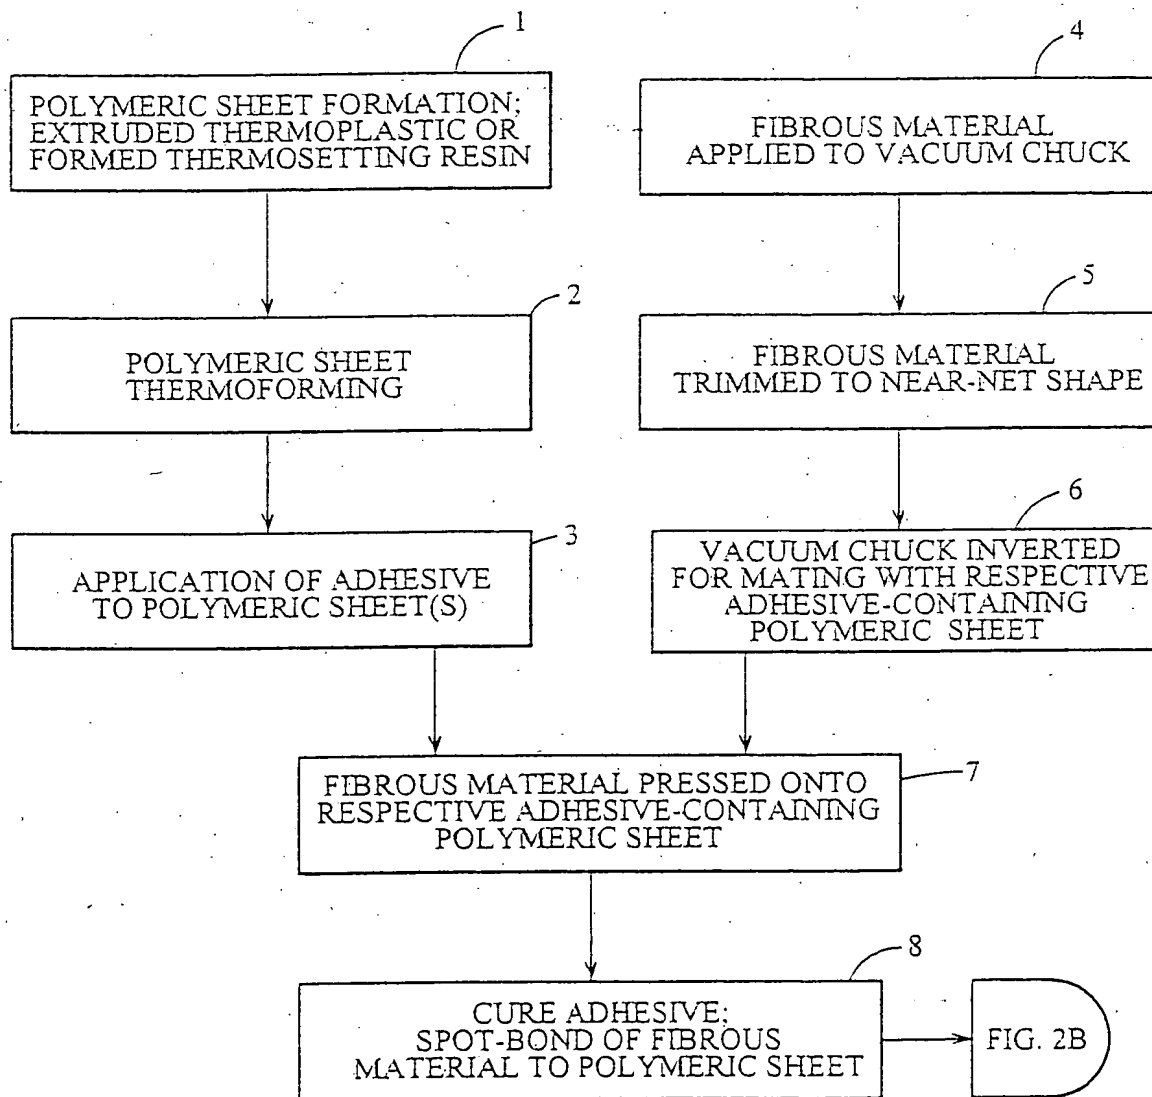 1
POLYMERIC SHEET FORMATION;
EXTRUDED THERMOPLASTIC OR
FORMED THERMOSETTING RESIN
2
POLYMERIC SHEET
THERMOFORMING
3
APPLICATION OF ADHESIVE
TO POLYMERIC SHEET(S)
4
FIBROUS MATERIAL
APPLIED TO VACUUM CHUCK
5
FIBROUS MATERIAL
TRIMMED TO NEAR-NET SHAPE
6
VACUUM CHUCK INVERTED
FOR MATING WITH RESPECTIVE
ADHESIVE-CONTAINING
POLYMERIC SHEET
7
FIBROUS MATERIAL PRESSED ONTO
RESPECTIVE ADHESIVE-CONTAINING
POLYMERIC SHEET
8
CURE ADHESIVE;
SPOT-BOND OF FIBROUS
MATERIAL TO POLYMERIC SHEET
FIG. 2B